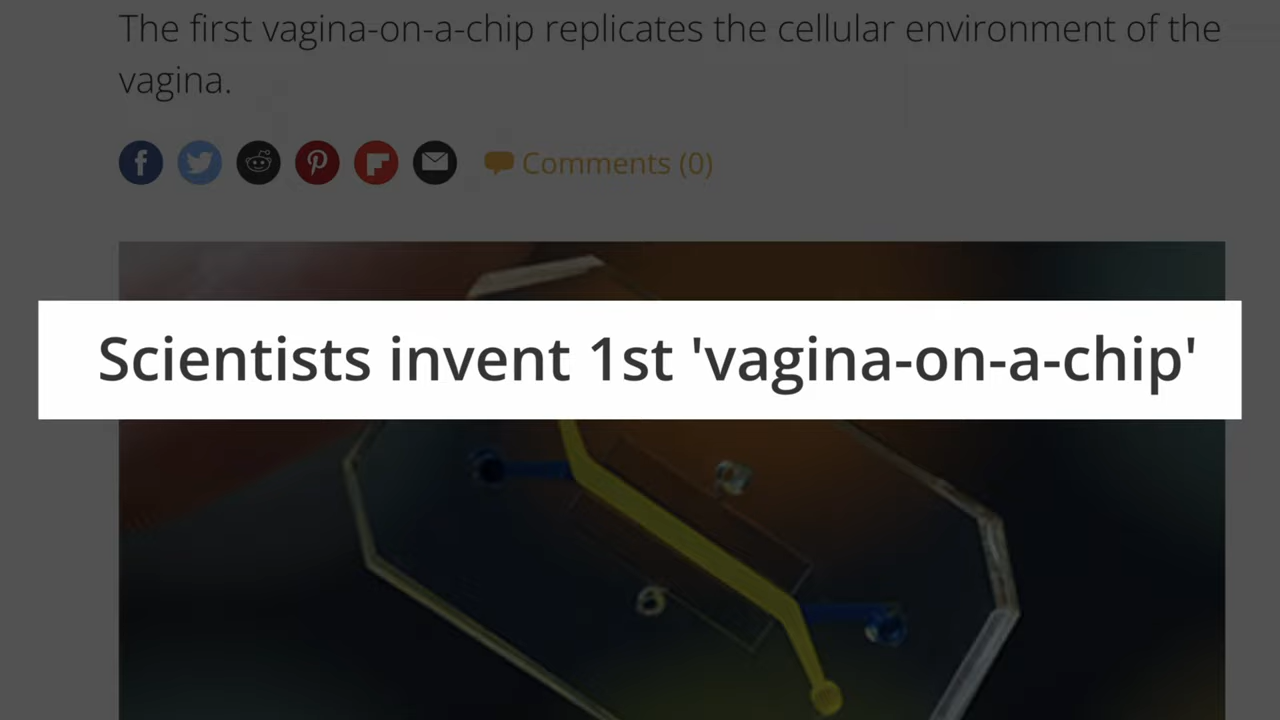 The first vagina-on-a-chip replicates the cellular environment of the
vagina.
Comments (0)
Scientists invent 1st 'vagina-on-a-chip'